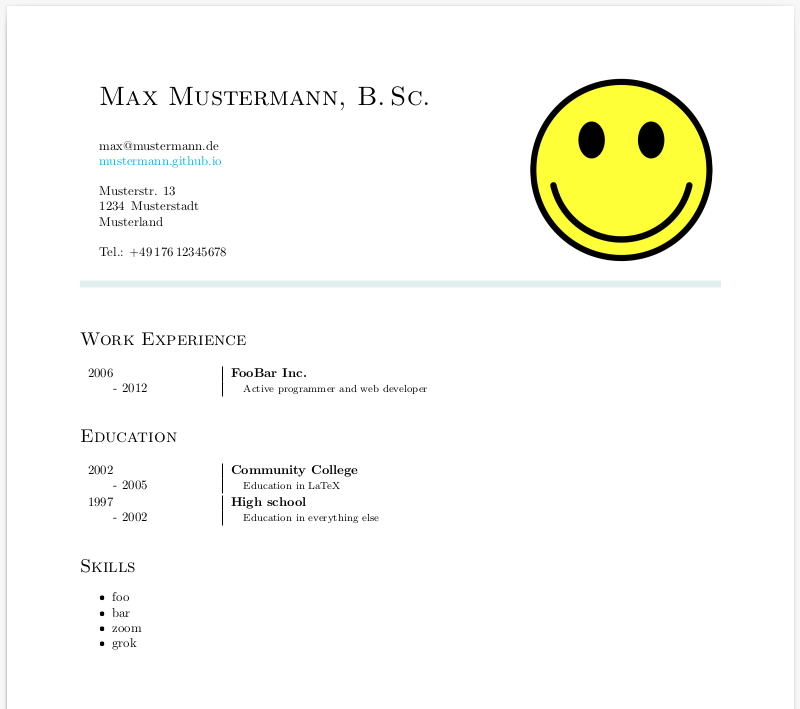 Max Mustermann, B. Sc.
max@mustermann.de
mustermann.github.io
Musterstr. 13
1234 Musterstadt
Musterland
Tel.: +49 176 12345678
Work Experience
2006 FooBar Inc.
- 2012 Active programmer and web developer
Education
2002 Community College
- 2005 Education in LaTeX
1997 High school
- 2002 Education in everything else
Skills
• foo
• bar
• zoom
• grok